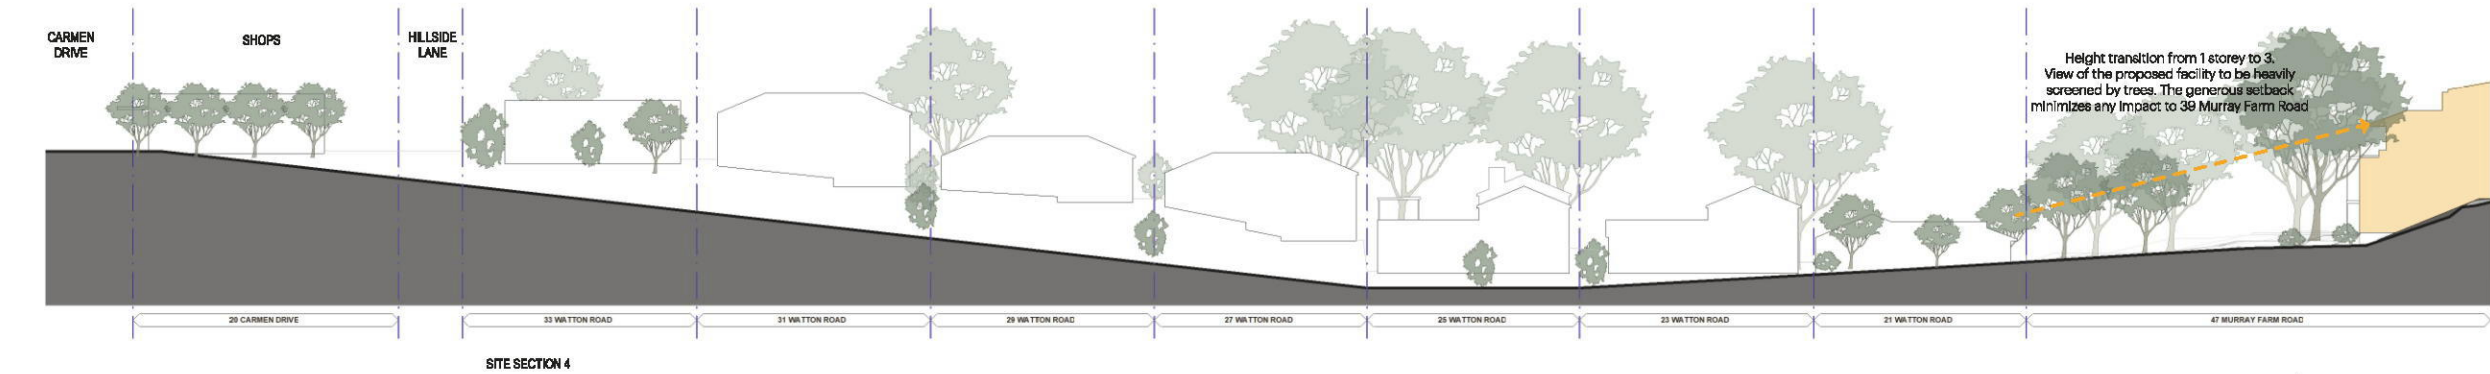 CARMEN
DRIVE
SHOPS
HILLSIDE
LANE
Height transition from 1 storey to 3.
View of the proposed facility to be heavily
screened by trees. The generous setback
minimizes any impact to 39 Murray Farm Road
20 CARMEN DRIVE
33 WATTON ROAD
31 WATTON ROAD
29 WATTON ROAD
27 WATTON ROAD
25 WATTON ROAD
23 WATTON ROAD
21 WATTON ROAD
47 MURRAY FARM ROAD
SITE SECTION 4